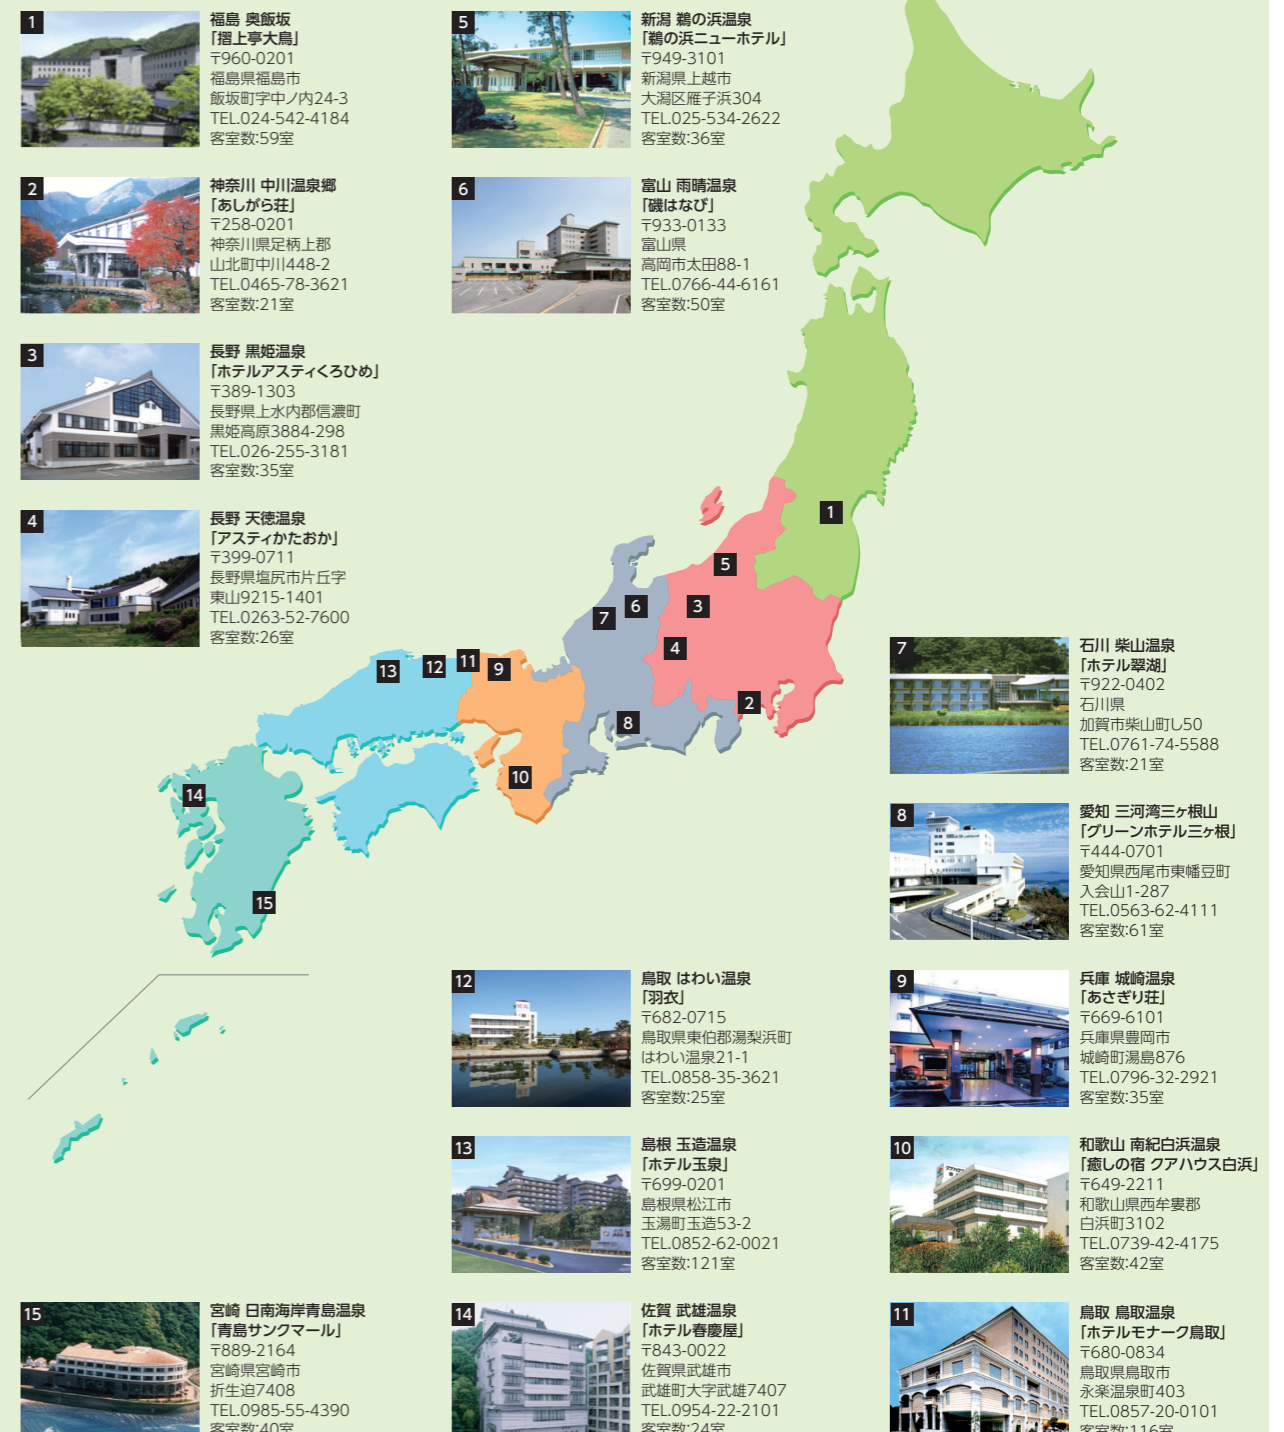 1
福島 奥飯坂
「摺上亭大鳥」
〒960-0201
福島県福島市
飯坂町字中ノ内24-3
TEL.024-542-4184
客室数:59室
2
神奈川 中川温泉郷
「あしがら荘」
〒258-0201
神奈川県足柄上郡
山北町中川448-2
TEL.0465-78-3621
客室数:21室
3
長野 黒姫温泉
「ホテルアスティくろひめ」
〒389-1303
長野県上水内郡信濃町
黒姫高原3884-298
TEL.026-255-3181
客室数:35室
4
長野 天徳温泉
「アスティかたおか」
〒399-0711
長野県塩尻市片丘字
東山9215-1401
TEL.0263-52-7600
客室数:26室
5
新潟 鵜の浜温泉
「鵜の浜ニューホテル」
〒949-3101
新潟県上越市
大潟区雁子浜304
TEL.025-534-2622
客室数:36室
6
富山 雨晴温泉
「磯はなび」
〒933-0133
富山県
高岡市太田88-1
TEL.0766-44-6161
客室数:50室
1
5
3
6
7
4
2
8
11
9
12
13
10
14
15
7
石川 柴山温泉
「ホテル翠湖」
〒922-0402
石川県
加賀市柴山町し50
TEL.0761-74-5588
客室数:21室
8
愛知 三河湾三ヶ根山
「グリーンホテル三ヶ根」
〒444-0701
愛知県西尾市東幡豆町
入会山1-287
TEL.0563-62-4111
客室数:61室
9
兵庫 城崎温泉
「あさぎり荘」
〒669-6101
兵庫県豊岡市
城崎町湯島876
TEL.0796-32-2921
客室数:35室
10
和歌山 南紀白浜温泉
「癒しの宿 クアハウス白浜」
〒649-2211
和歌山県西牟婁郡
白浜町3102
TEL.0739-42-4175
客室数:42室
11
鳥取 鳥取温泉
「ホテルモナーク鳥取」
〒680-0834
鳥取県鳥取市
永楽温泉町403
TEL.0857-20-0101
客室数:116室
12
鳥取 はわい温泉
「羽衣」
〒682-0715
鳥取県東伯郡湯梨浜町
はわい温泉21-1
TEL.0858-35-3621
客室数:25室
13
島根 玉造温泉
「ホテル玉泉」
〒699-0201
島根県松江市
玉湯町玉造53-2
TEL.0852-62-0021
客室数:121室
14
佐賀 武雄温泉
「ホテル春慶屋」
〒843-0022
佐賀県武雄市
武雄町大字武雄7407
TEL.0954-22-2101
客室数:24室
15
宮崎 日南海岸青島温泉
「青島サンクマール」
〒889-2164
宮崎県宮崎市
折生迫7408
TEL.0985-55-4390
客室数:40室